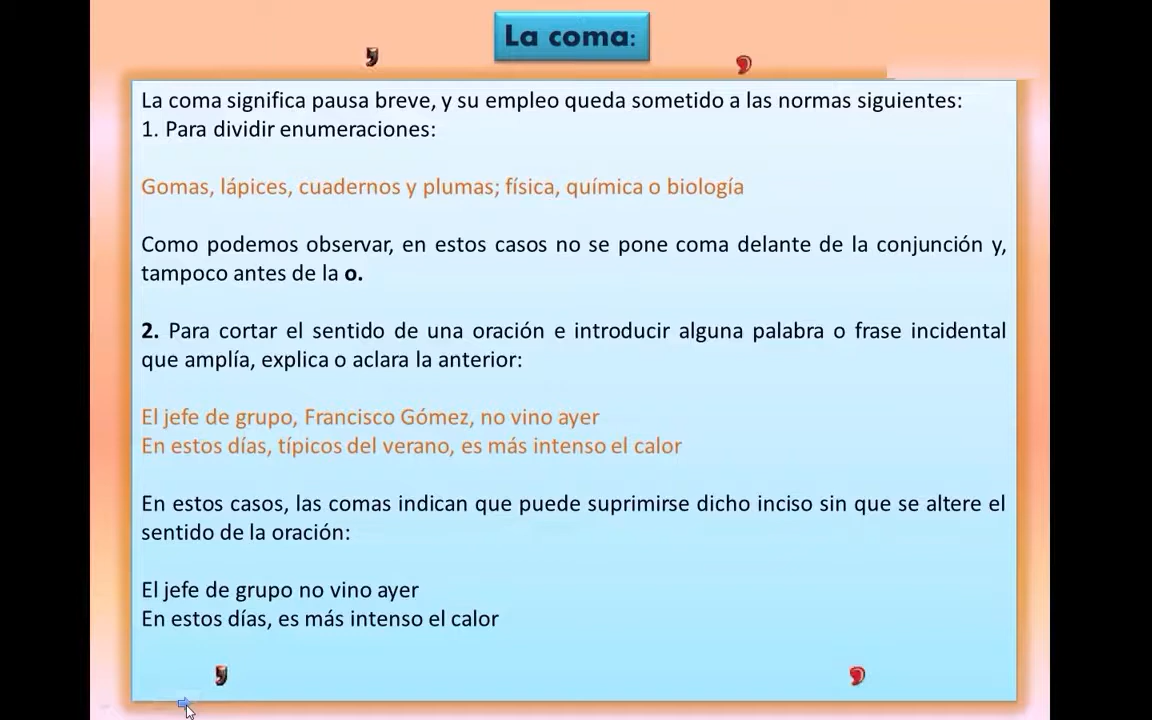 La coma:
La coma significa pausa breve, y su empleo queda sometido a las normas siguientes:
1. Para dividir enumeraciones:
Gomas, lápices, cuadernos y plumas; física, química o biología
Como podemos observar, en estos casos no se pone coma delante de la conjunción y,
tampoco antes de la o.
2. Para cortar el sentido de una oración e introducir alguna palabra o frase incidental
que amplía, explica o aclara la anterior:
El jefe de grupo, Francisco Gómez, no vino ayer
En estos días, típicos del verano, es más intenso el calor
En estos casos, las comas indican que puede suprimirse dicho inciso sin que se altere el
sentido de la oración:
El jefe de grupo no vino ayer
En estos días, es más intenso el calor